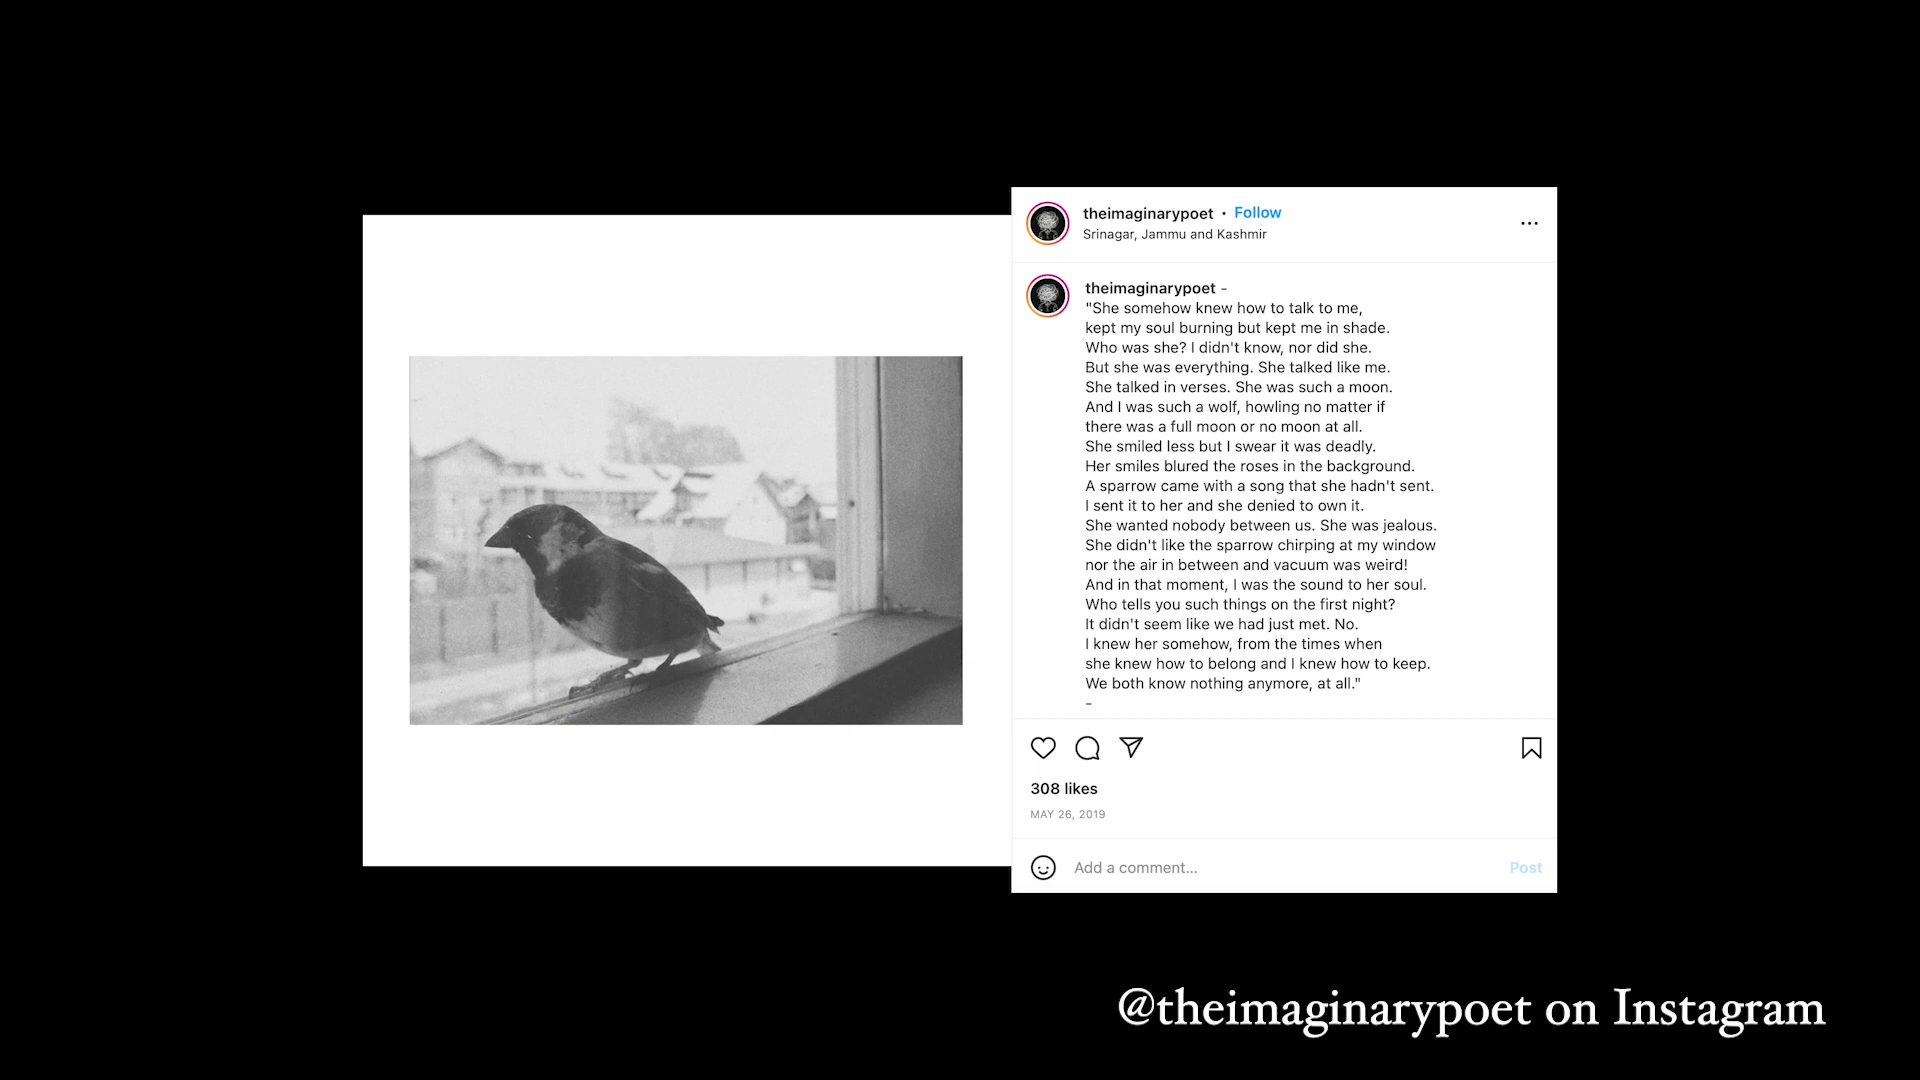 theimaginarypoet • Follow
Srinagar, Jammu and Kashmir
theimaginarypoet -
"She somehow knew how to talk to me,
kept my soul burning but kept me in shade.
Who was she? I didn't know, nor did she.
But she was everything. She talked like me.
She talked in verses. She was such a moon.
And I was such a wolf, howling no matter if
there was a full moon or no moon at all.
She smiled less but I swear it was deadly.
Her smiles blured the roses in the background.
A sparrow came with a song that she hadn't sent.
I sent it to her and she denied to own it.
She wanted nobody between us. She was jealous.
She didn't like the sparrow chirping at my window
nor the air in between and vacuum was weird!
And in that moment, I was the sound to her soul.
Who tells you such things on the first night?
It didn't seem like we had just met. No.
I knew her somehow, from the times when
she knew how to belong and I knew how to keep.
We both know nothing anymore, at all."
-
308 likes
MAY 26, 2019
Add a comment... Post
@theimaginarypoet on Instagram